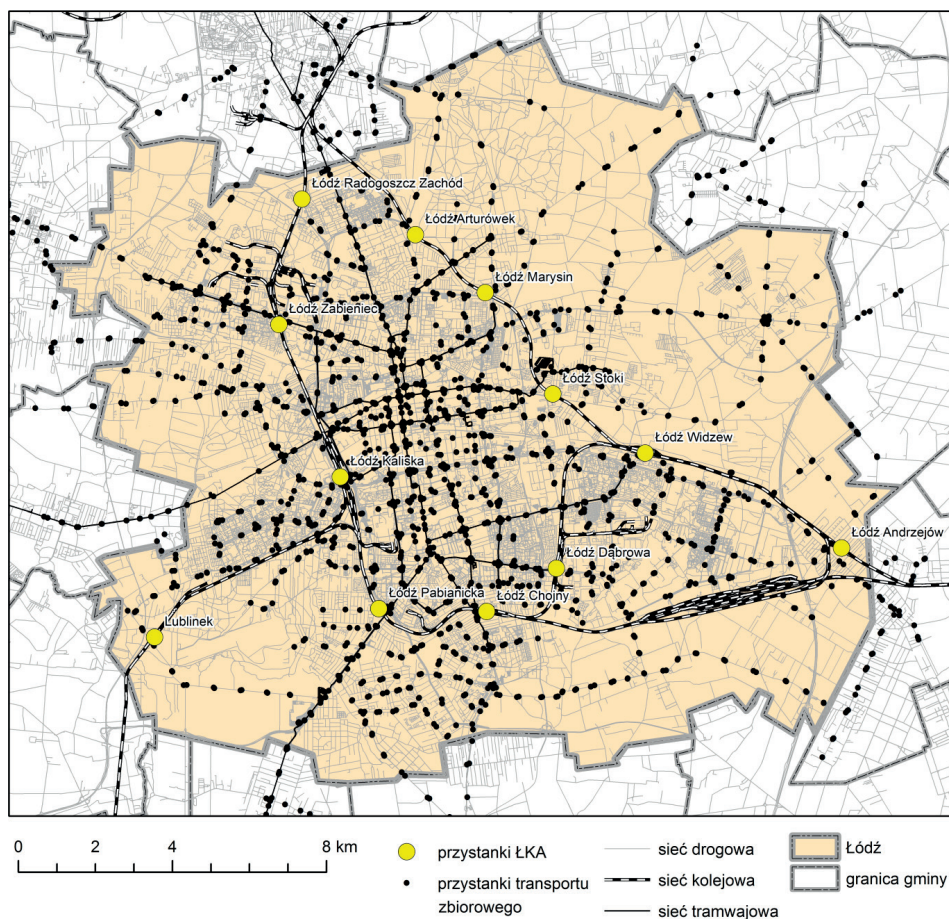 Łódź Radogoszcz Zachód
Łódź Arturówek
Łódź Marysin
Łódź Żabieniec
Łódź Stoki
Łódź Widzew
Łódź Kaliska
Łódź Andrzejów
Łódź Dąbrowa
Łódź Pabianicka
Łódź Chojny
Lublinek
0 2 4 8 km
przystanki ŁKA
przystanki transportu
zbiorowego
sieć drogowa
sieć kolejowa
sieć tramwajowa
Łódź
granica gminy